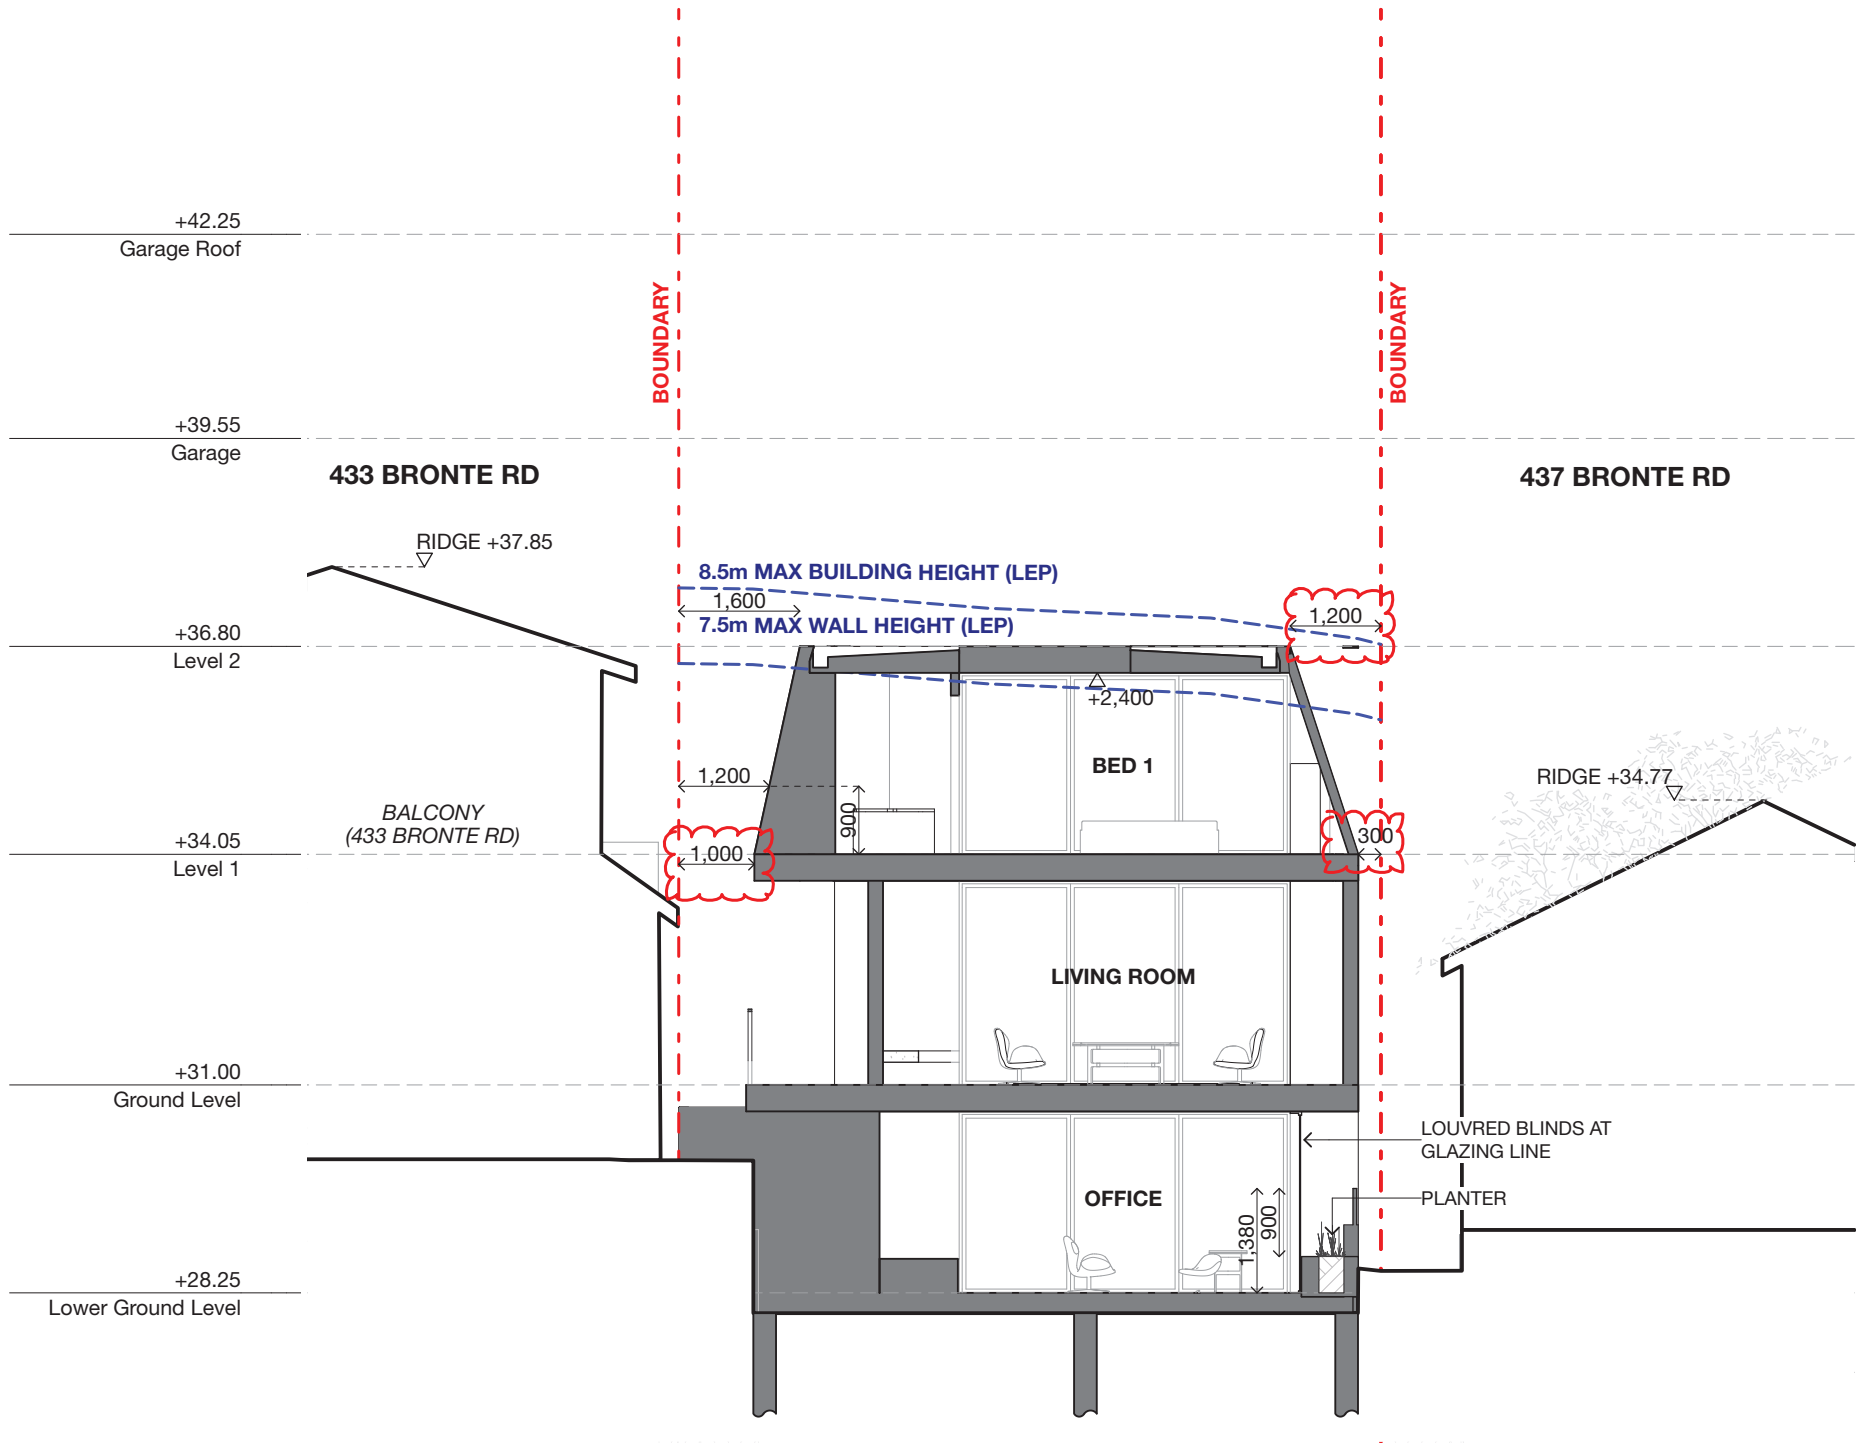 +42.25
Garage Roof
BOUNDARY
BOUNDARY
+39.55
Garage
433 BRONTE RD
437 BRONTE RD
RIDGE +37.85
8.5m MAX BUILDING HEIGHT (LEP)
1,600
1,200
7.5m MAX WALL HEIGHT (LEP)
+36.80
Level 2
+2,400
BED 1
1,200
RIDGE +34.77
BALCONY
(433 BRONTE RD)
900
300
+34.05
Level 1
1,000
LIVING ROOM
+31.00
Ground Level
LOUVRED BLINDS AT
GLAZING LINE
OFFICE
PLANTER
1,380
900
+28.25
Lower Ground Level